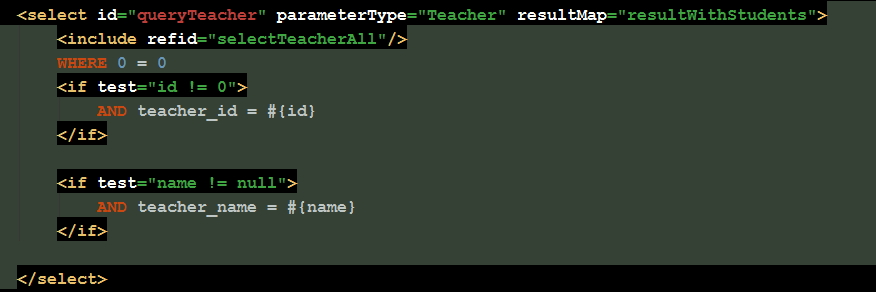 <select id="queryTeacher" parameterType="Teacher" resultMap="resultWithStudents">
<include refid="selectTeacherAll"/>
WHERE 0 = 0
<if test="id != 0">
AND teacher_id = #{id}
</if>
<if test="name != null">
AND teacher_name = #{name}
</if>
</select>